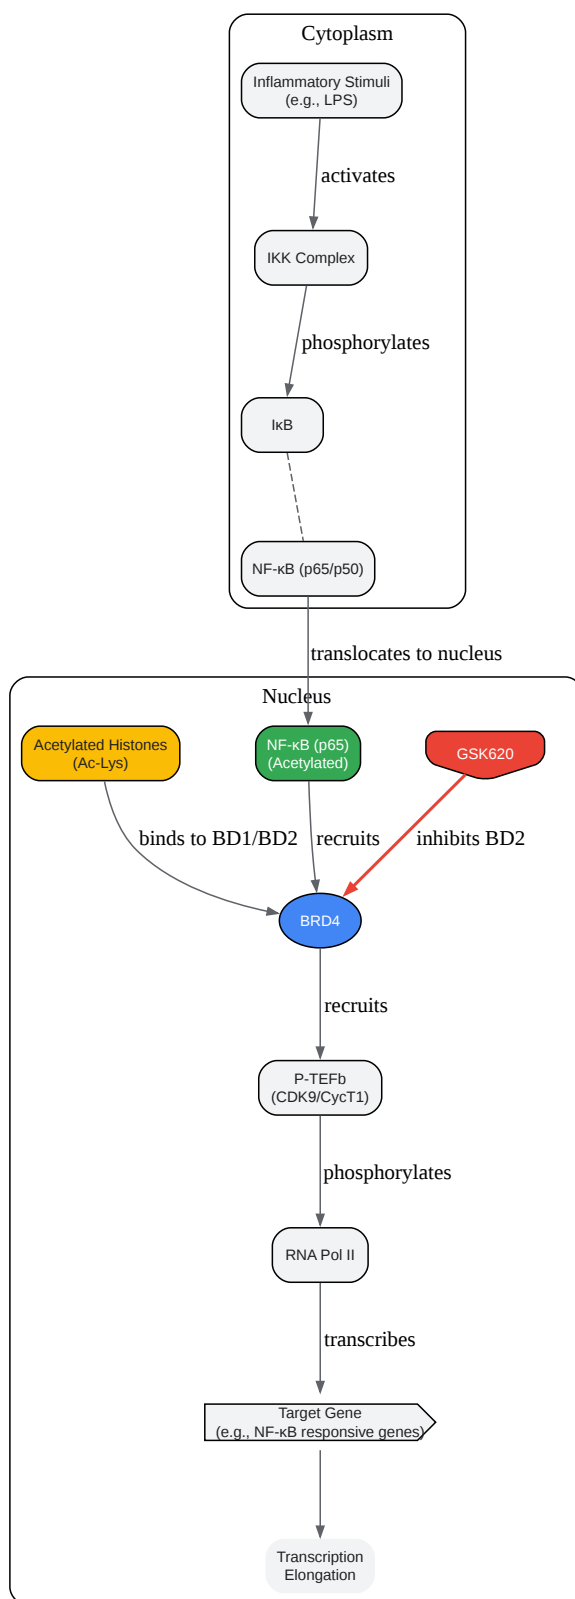 Cytoplasm
Inflammatory Stimuli
(e.g., LPS)
activates
IKK Complex
phosphorylates
IκB
NF-κB (p65/p50)
translocates to nucleus
Nucleus
Acetylated Histones
(Ac-Lys)
NF-κB (p65)
(Acetylated)
GSK620
binds to BD1/BD2
recruits
inhibits BD2
BRD4
recruits
P-TEFb
(CDK9/CycT1)
phosphorylates
RNA Pol II
transcribes
Target Gene
(e.g., NF-κB responsive genes)
Transcription
Elongation